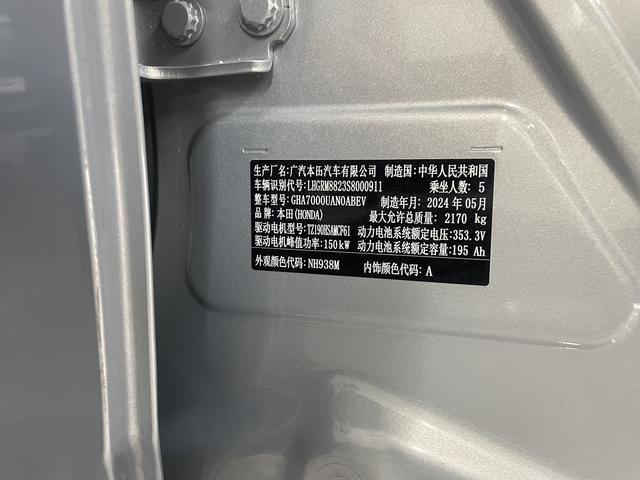 生产厂名:广汽本田汽车有限公司 制造国:中华人民共和国
车辆识别代号:LHGRM8823S8000911 乘坐人数:5
整车型号:GHA7000UAN0ABEV 制造年月:2024年05月
品牌:本田(HONDA) 最大允许总质量:2170 kg
驱动电机型号:TZ190HSAMCF61 动力电池系统额定电压:353.3V
驱动电机峰值功率:150kW 动力电池系统额定容量:195 Ah
外观颜色代码:NH938M 内饰颜色代码:A